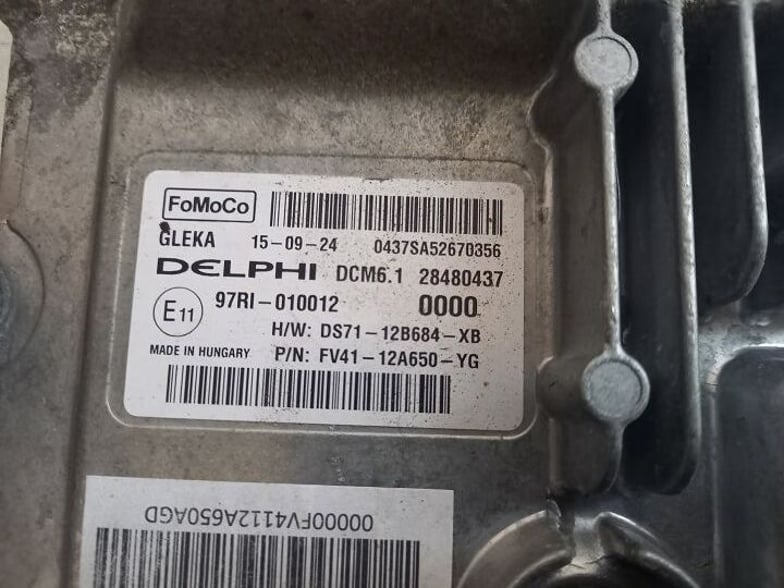 FoMoCo
GLEKA 15-09-24 0437SA52670356
DELPHI DCM6.1 28480437
E11 97RI-010012 0000
H/W: DS71-12B684-XB
MADE IN HUNGARY P/N: FV41-12A650-YG
00000FV4112A650AGD